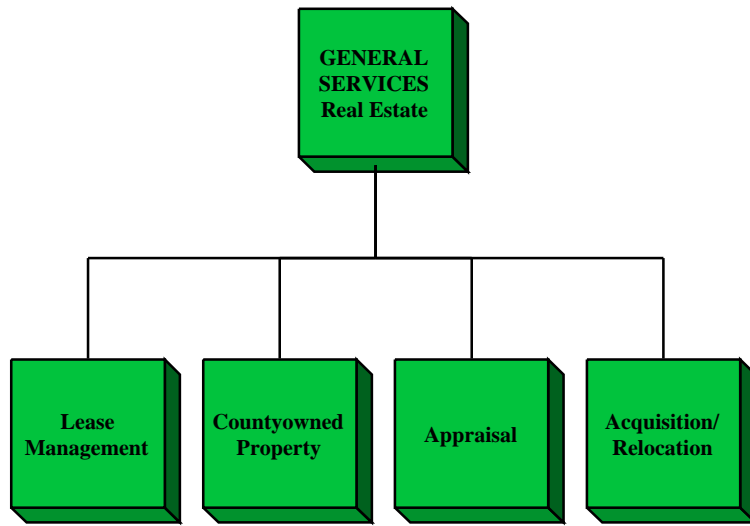 GENERAL
SERVICES
Real Estate
Lease
Management
Countyowned
Property
Appraisal
Acquisition/
Relocation